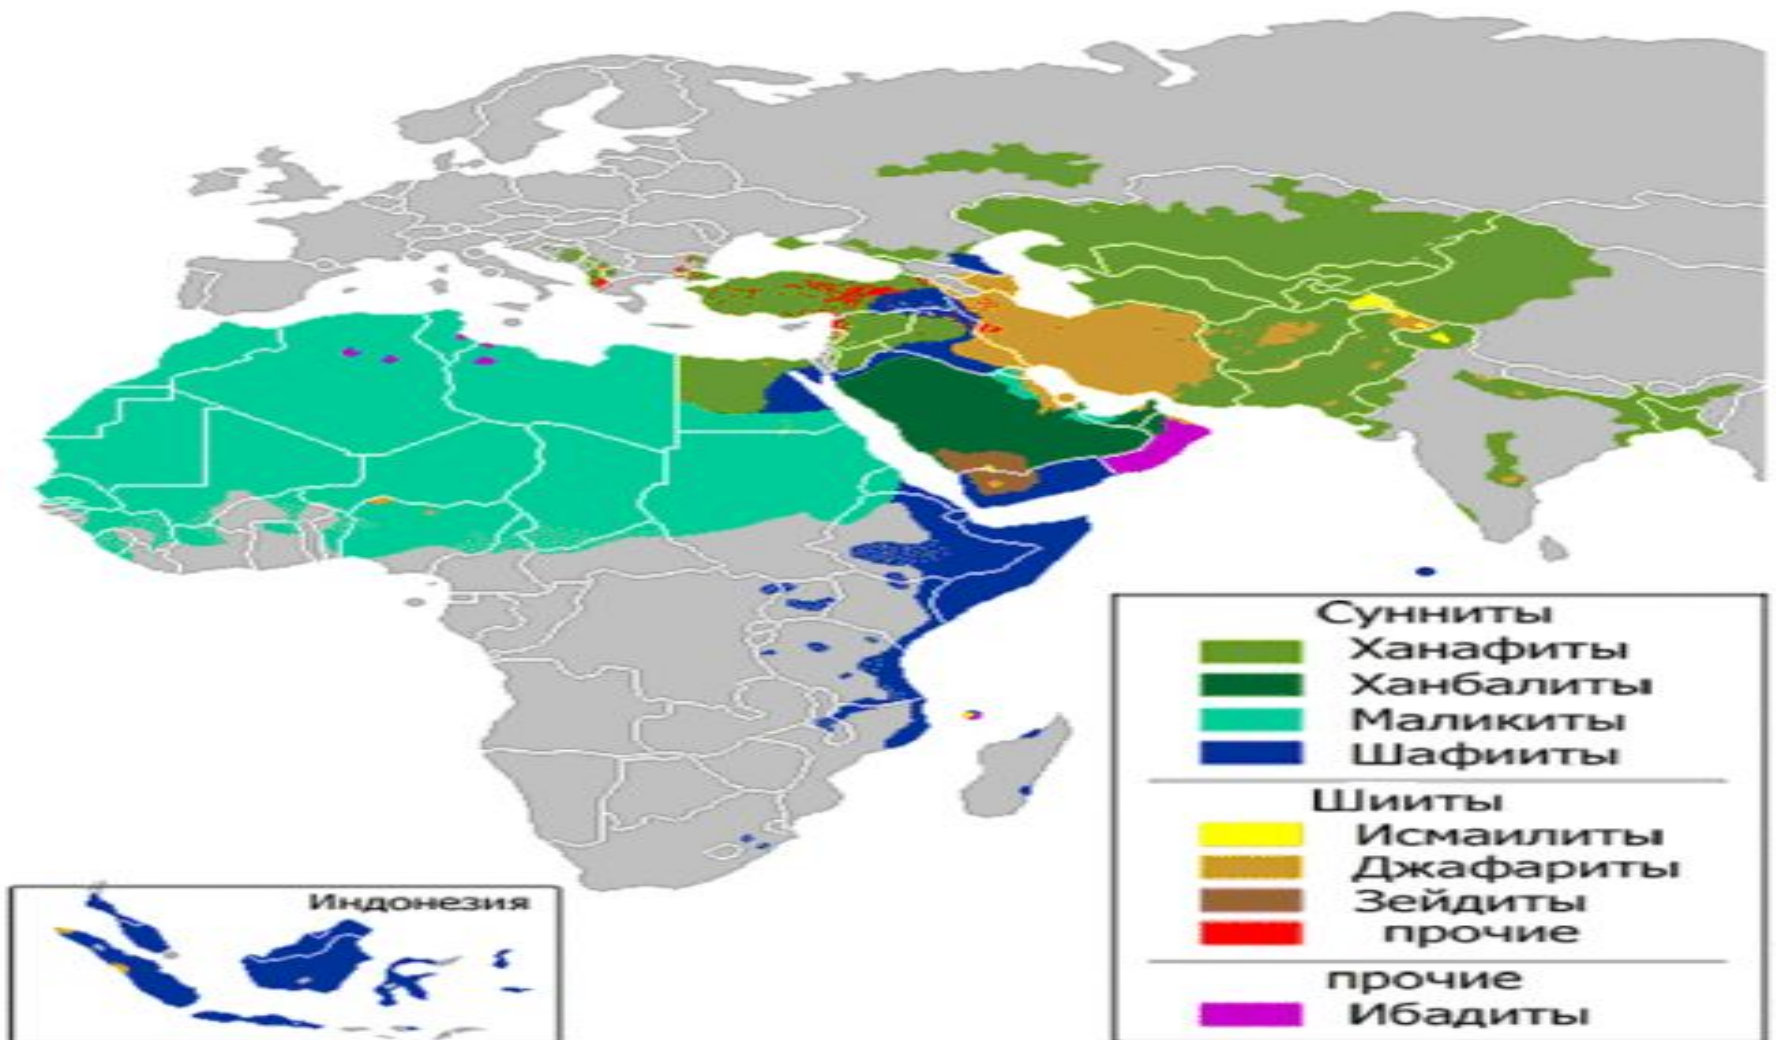 Сунниты
Ханафиты
Ханбалиты
Маликиты
Шафииты
Шииты
Исмаилиты
Джафариты
Зейдиты
прочие
прочие
Ибадиты
Индонезия